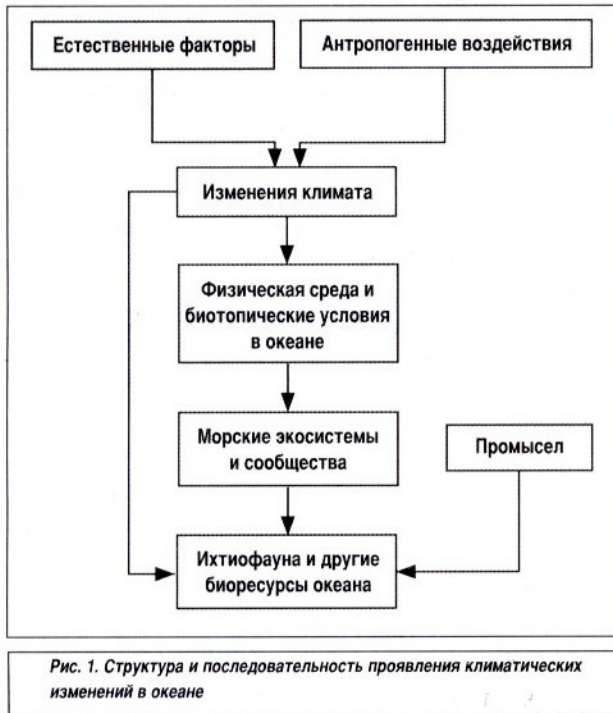 Естественные факторы
Антропогенные воздействия
Изменения климата
Физическая среда и
биотопические условия
в океане
Морские экосистемы
и сообщества
Промысел
Ихтиофауна и другие
биоресурсы океана
Рис. 1. Структура и последовательность проявления климатических
изменений в океане